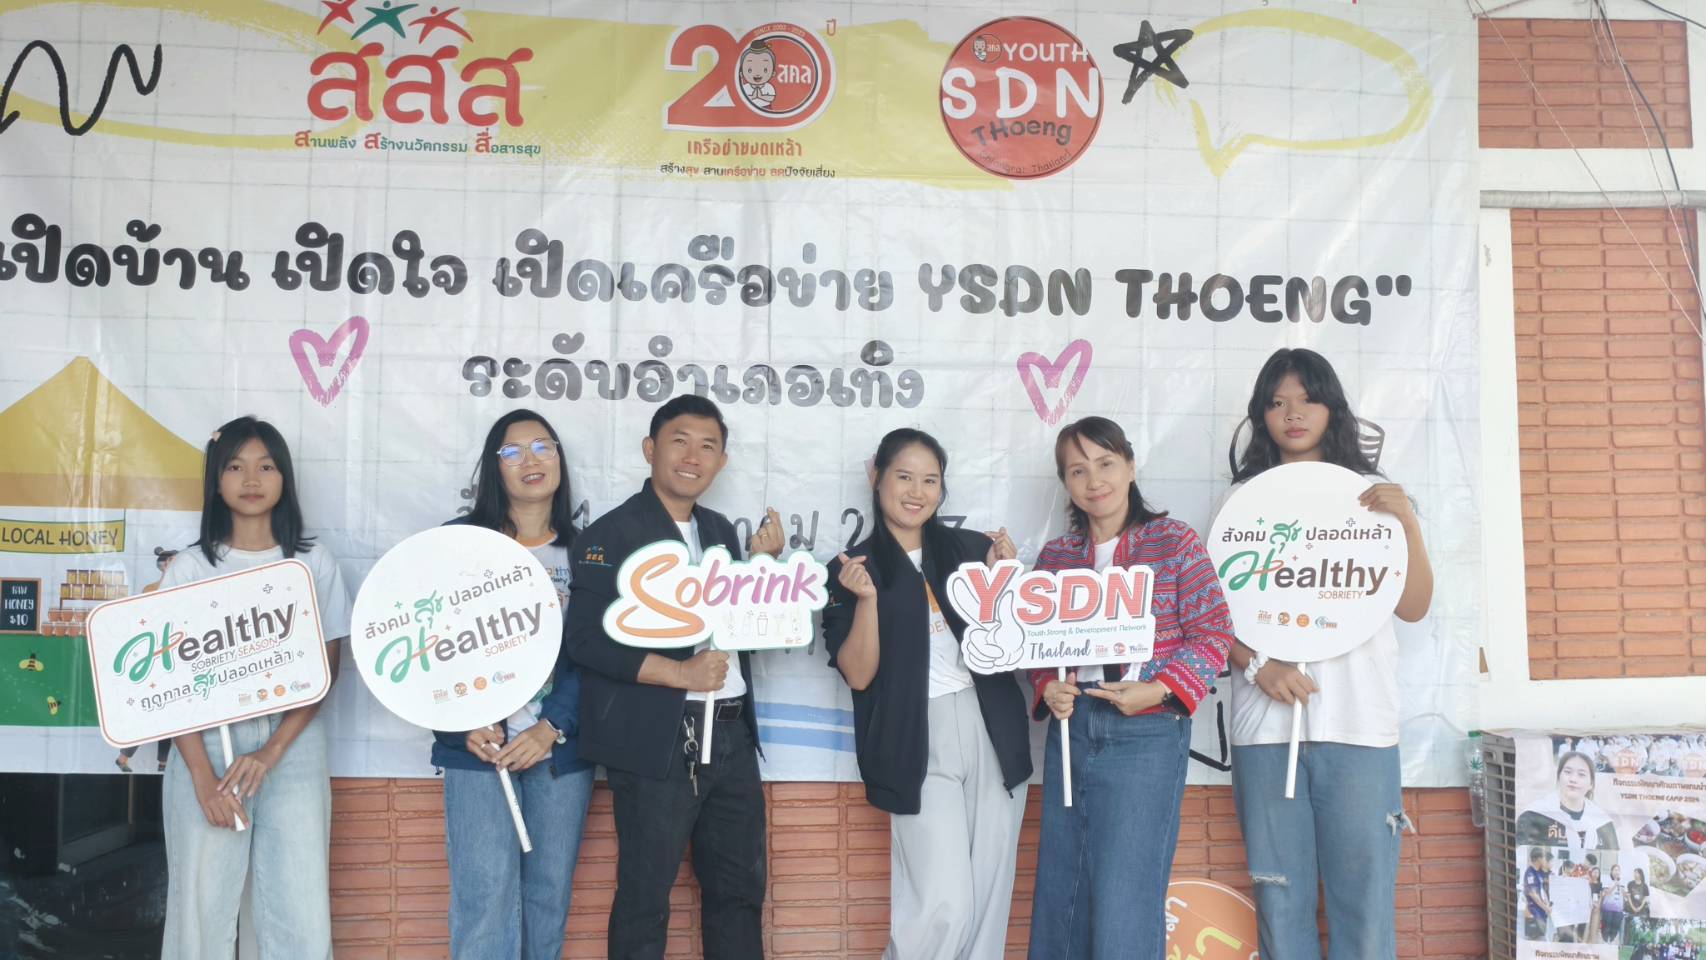 สสส
สานพลัง สร้างนวัตกรรม สื่อสารสุข
SINCE 2003 - 2023
20 ปี
สคล
เครือข่ายงดเหล้า
สร้างสุข สานเครือข่าย ลดปัจจัยเสี่ยง
สคล YOUTH
SDN
THoeng
เปิดบ้าน เปิดใจ เปิดเครือข่าย YSDN THOENG"
ระดับอำเภอเทิง
LOCAL HONEY
RAW
HONEY
$10
Healthy
SOBRIETY SEASON
ฤดูกาลสุขปลอดเหล้า
สังคมสุขปลอดเหล้า
Healthy
SOBRIETY
Sobrink
YSDN
Youth Strong & Development Network
Thailand
สังคมสุขปลอดเหล้า
Healthy
SOBRIETY
SDN
YSDN THOENG CAMP 2024